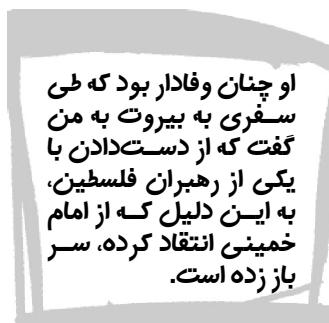 او چنان وفادار بود که طی
سفری به بیروت به من
گفت که از دست‌دادن با
یکی از رهبران فلسطین،
به این دلیل که از امام
خمینی انتقاد کرده، سر
باز زده است.